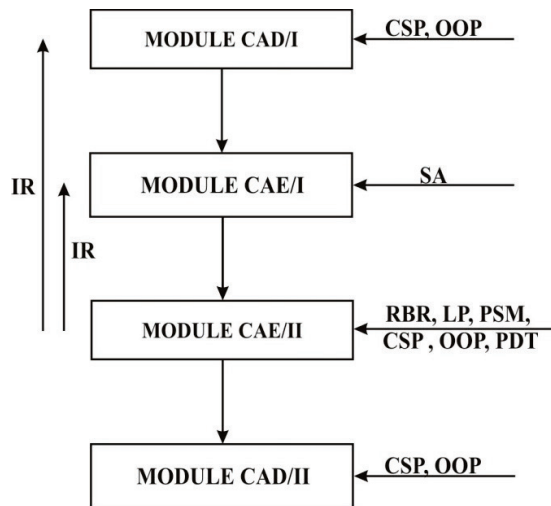 MODULE CAD/I
CSP, OOP
MODULE CAE/I
SA
IR
IR
MODULE CAE/II
RBR, LP, PSM,
CSP , OOP, PDT
MODULE CAD/II
CSP, OOP